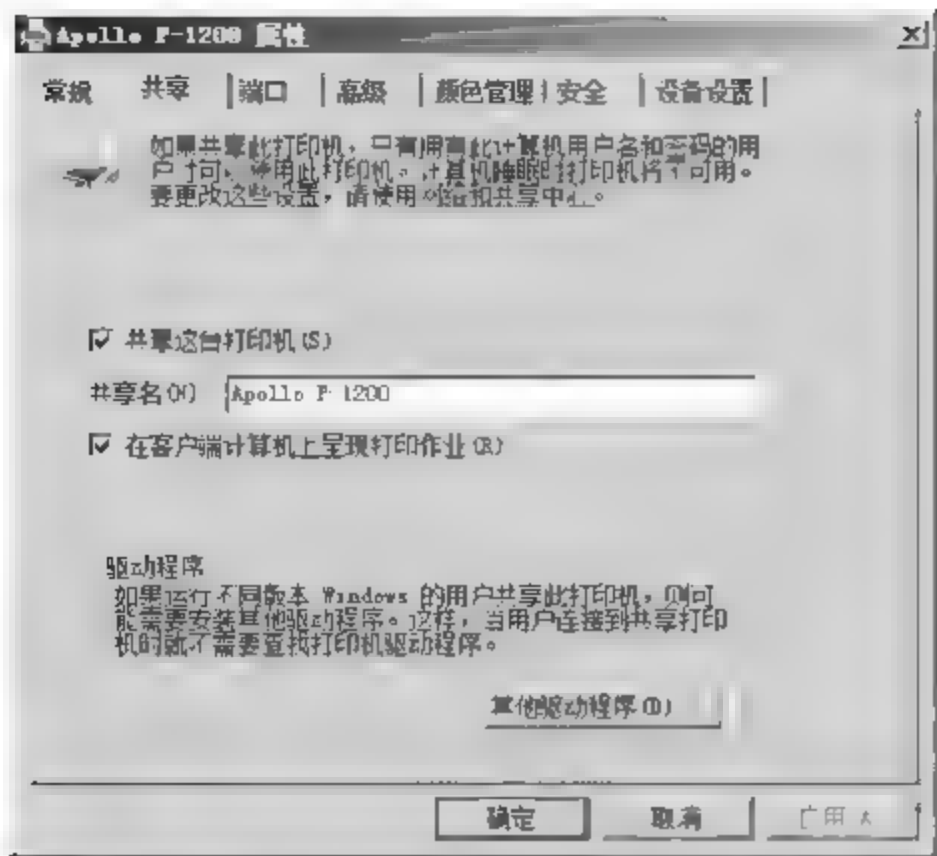 Apollo P-1200 属性
常规 共享 端口 高级 颜色管理 安全 设备设置
如果共享此打印机，只有拥有此计算机用户名和密码的用
户才可以使用此打印机。计算机睡眠时打印机将不可用。
要更改这些设置，请使用网络和共享中心。
共享这台打印机(S)
共享名(H) Apollo P-1200
在客户端计算机上呈现打印作业(R)
驱动程序
如果运行不同版本 Windows 的用户共享此打印机，则可
能需要安装其他驱动程序。这样，当用户连接到共享打印
机时就不需要查找打印机驱动程序。
其他驱动程序(D)
确定 取消